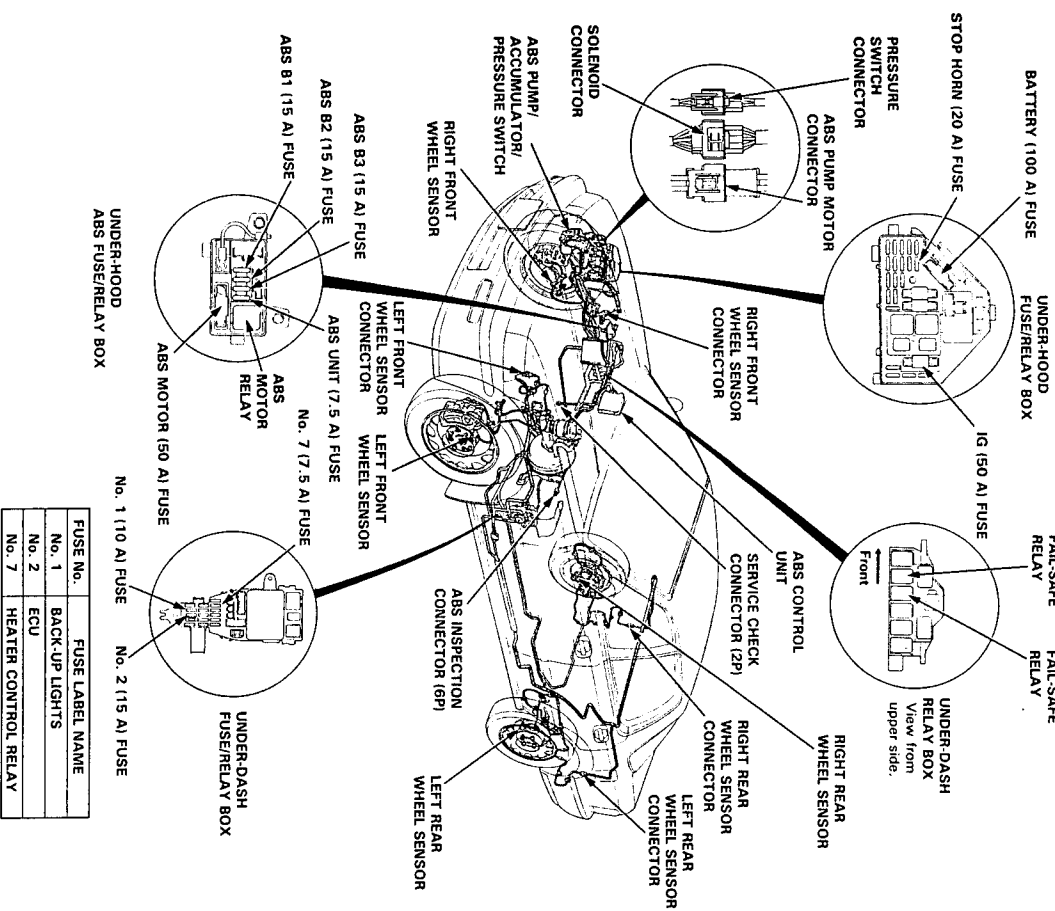 BATTERY (100 A) FUSE
STOP HORN (20 A) FUSE
UNDER-HOOD
FUSE/RELAY BOX
IG (50 A) FUSE
FAIL-SAFE
RELAY
FAIL-SAFE
RELAY
PRESSURE
SWITCH
CONNECTOR
SOLENOID
CONNECTOR
ABS PUMP MOTOR
CONNECTOR
Front
UNDER-DASH
RELAY BOX
View from
upper side.
ABS PUMP/
ACCUMULATOR/
PRESSURE SWITCH
RIGHT FRONT
WHEEL SENSOR
RIGHT FRONT
WHEEL SENSOR
CONNECTOR
ABS CONTROL
UNIT
SERVICE CHECK
CONNECTOR (2P)
RIGHT REAR
WHEEL SENSOR
RIGHT REAR
WHEEL SENSOR
CONNECTOR
LEFT REAR
WHEEL SENSOR
CONNECTOR
LEFT REAR
WHEEL SENSOR
ABS INSPECTION
CONNECTOR (6P)
LEFT FRONT
WHEEL SENSOR
CONNECTOR
LEFT FRONT
WHEEL SENSOR
ABS B3 (15 A) FUSE
ABS B2 (15 A) FUSE
ABS B1 (15 A) FUSE
ABS UNIT (7.5 A) FUSE
ABS
MOTOR
RELAY
ABS MOTOR (50 A) FUSE
UNDER-HOOD
ABS FUSE/RELAY BOX
No. 7 (7.5 A) FUSE
No. 1 (10 A) FUSE
No. 2 (15 A) FUSE
UNDER-DASH
FUSE/RELAY BOX
FUSE No. FUSE LABEL NAME
No. 1 BACK-UP LIGHTS
No. 2 ECU
No. 7 HEATER CONTROL RELAY